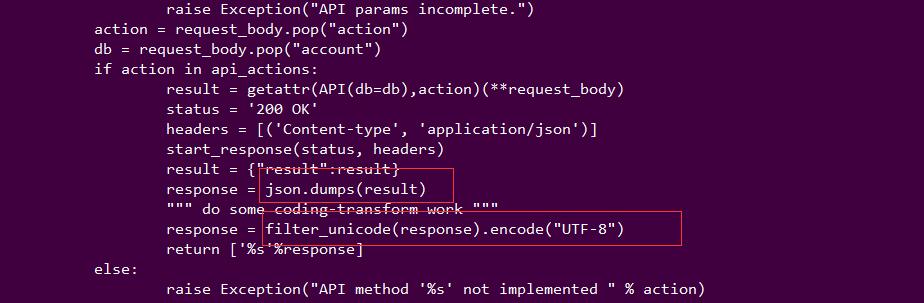 raise Exception("API params incomplete.")
action = request_body.pop("action")
db = request_body.pop("account")
if action in api_actions:
result = getattr(API(db=db),action)(**request_body)
status = '200 OK'
headers = [('Content-type', 'application/json')]
start_response(status, headers)
result = {"result":result}
response = json.dumps(result)
""" do some coding-transform work """
response = filter_unicode(response).encode("UTF-8")
return ['%s'%response]
else:
raise Exception("API method '%s' not implemented " % action)